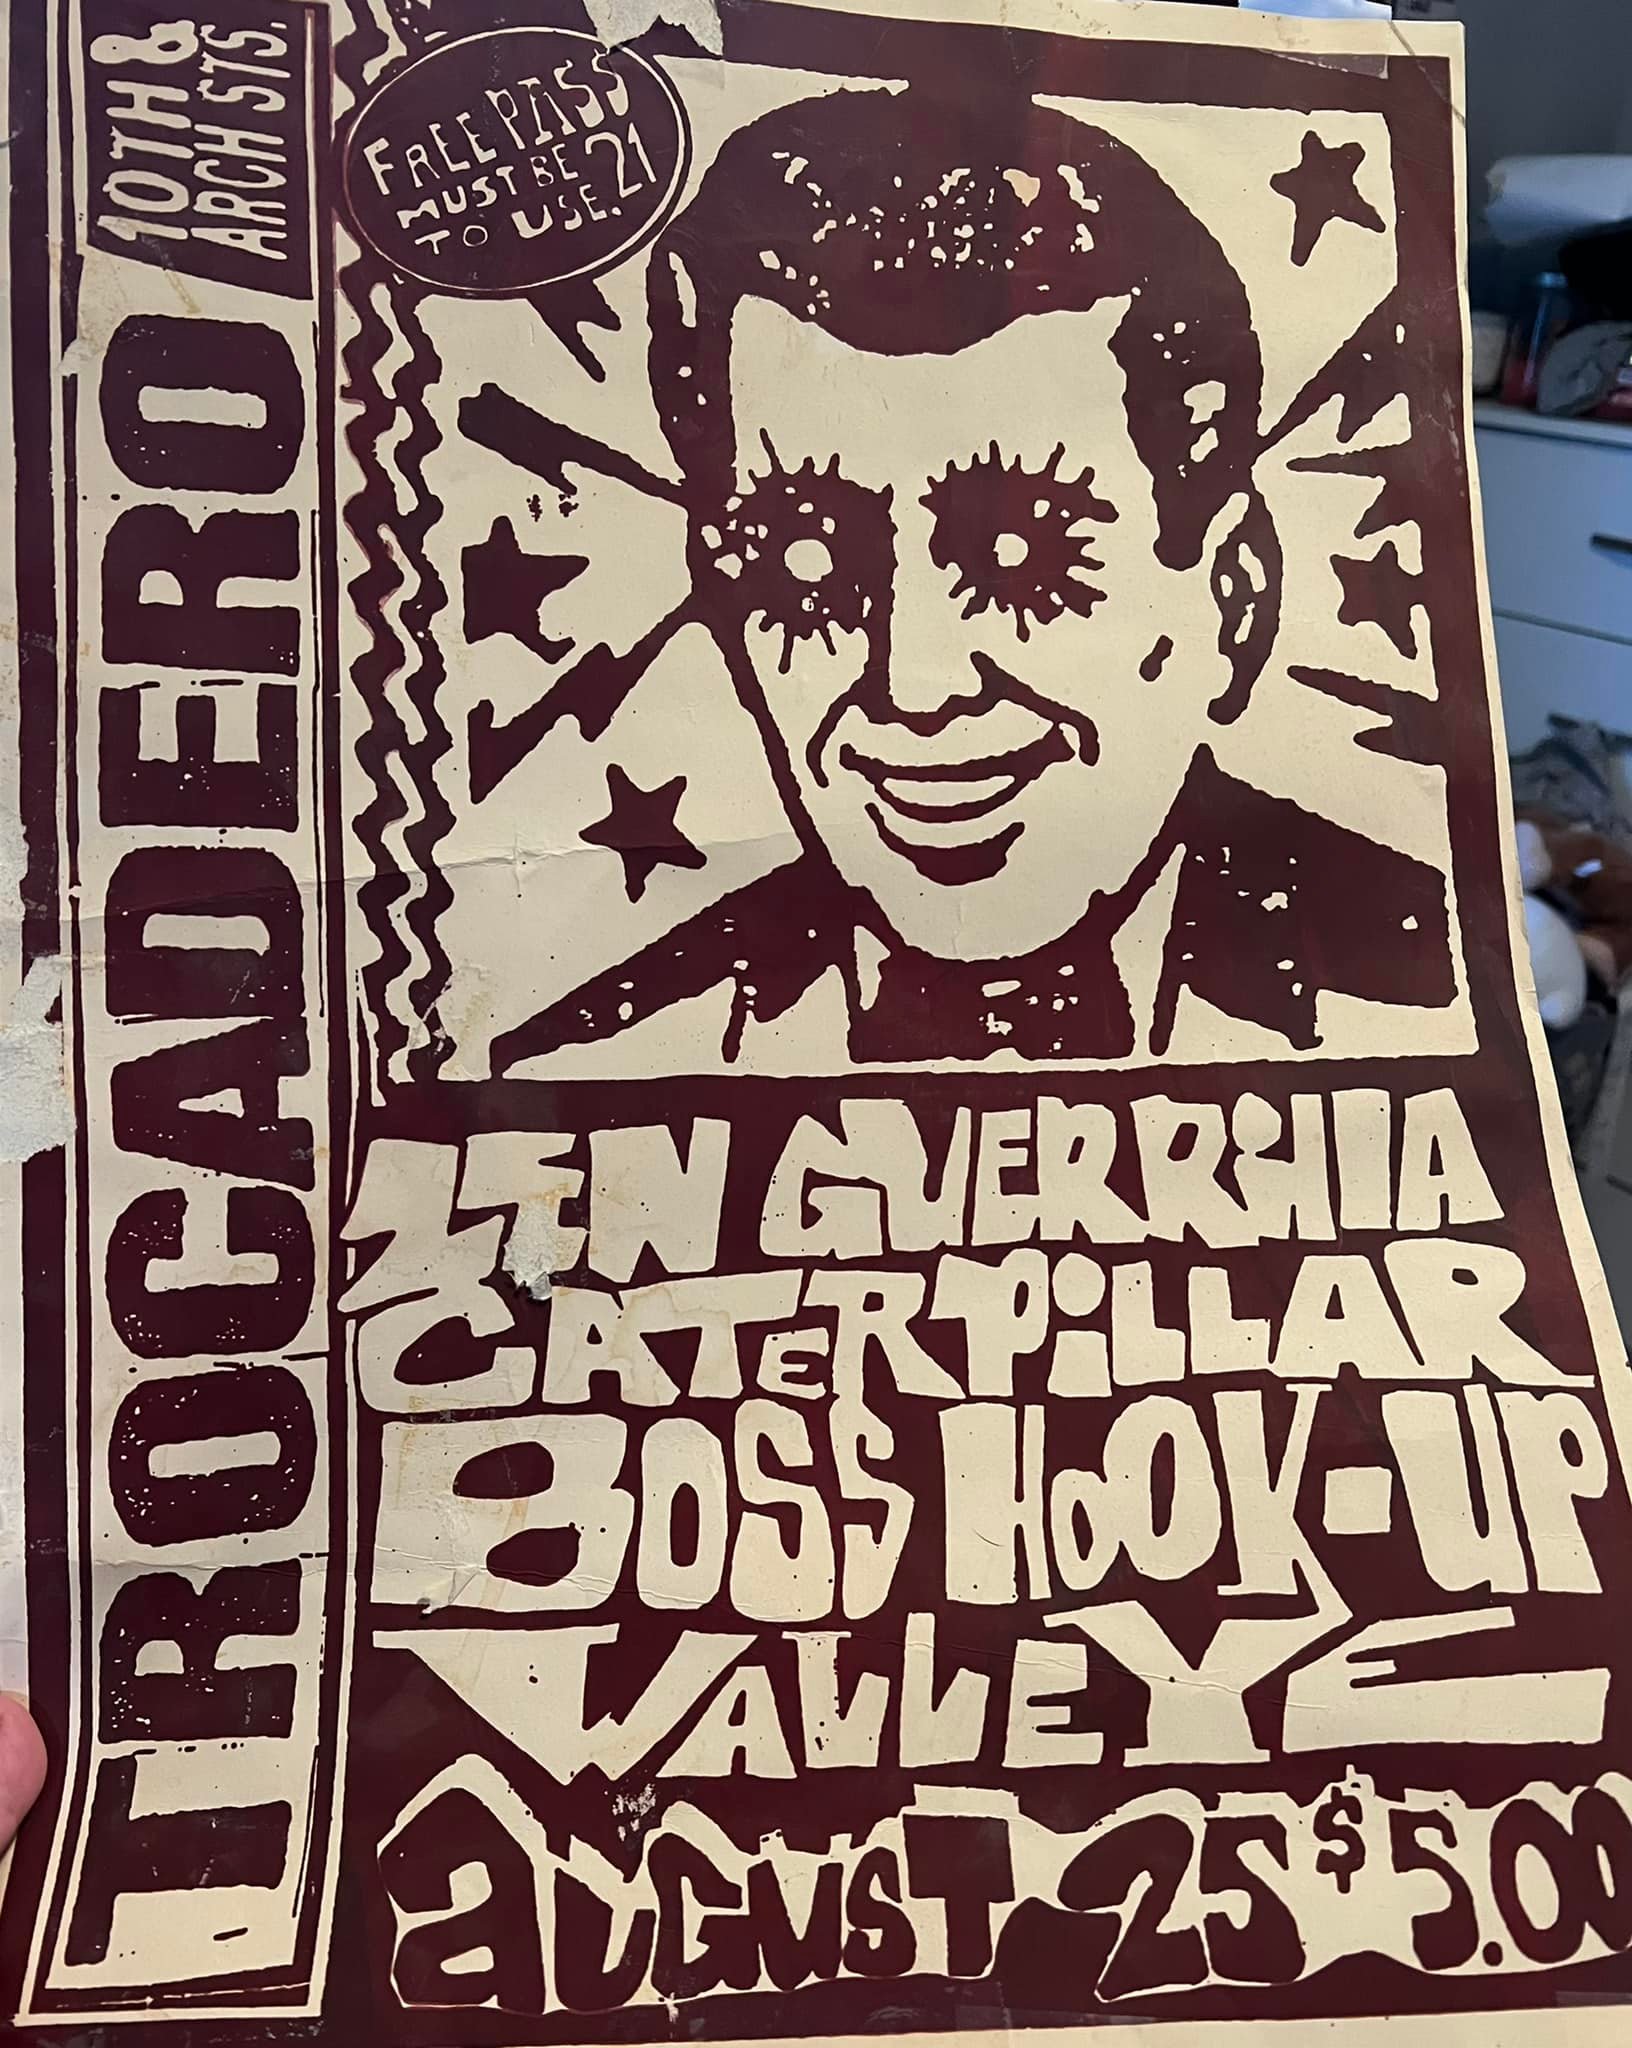 TROCADERO
10TH &
ARCH STS.
FREE PASS
MUST BE 21
TO USE.
ZEN GUERRillA
CATERPiLLAR
BOSS HOOK-UP
VALLEY
AUGUST 25 $5.00